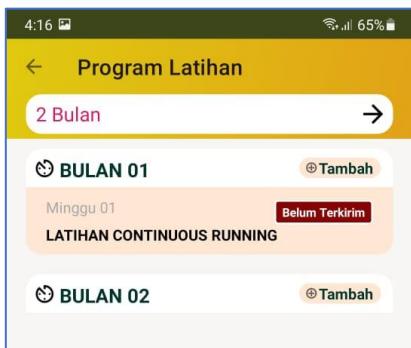 4:16 65%
Program Latihan
2 Bulan
BULAN 01 Tambah
Minggu 01 Belum Terkirim
LATIHAN CONTINUOUS RUNNING
BULAN 02 Tambah